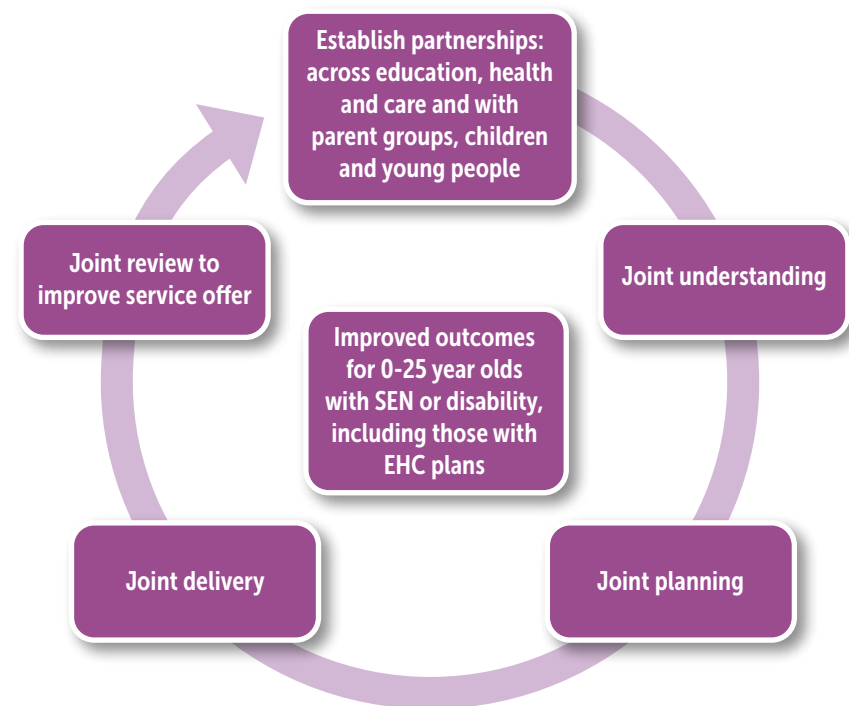 Establish partnerships:
across education, health
and care and with
parent groups, children
and young people
Joint understanding
Joint planning
Joint delivery
Joint review to
improve service offer
Improved outcomes
for 0-25 year olds
with SEN or disability,
including those with
EHC plans